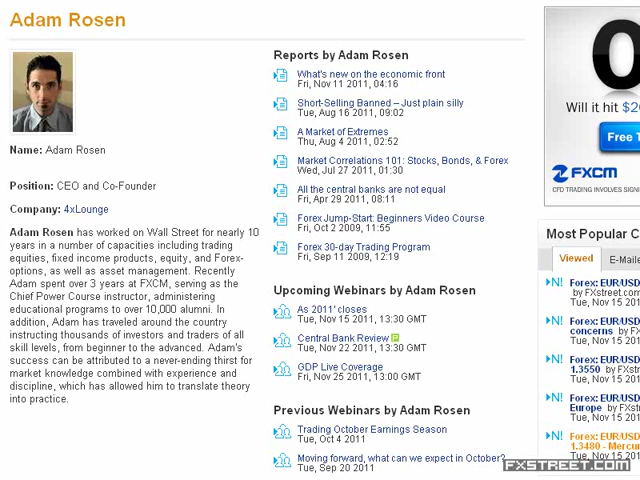 Adam Rosen
Name: Adam Rosen
Position: CEO and Co-Founder
Company: 4xLounge
Adam Rosen has worked on Wall Street for nearly 10
years in a number of capacities including trading
equities, fixed income products, equity, and Forex-
options, as well as asset management. Recently
Adam spent over 3 years at FXCM, serving as the
Chief Power Course instructor, administering
educational programs to over 10,000 alumni. In
addition, Adam has traveled around the country
instructing thousands of investors and traders of all
skill levels, from beginner to the advanced. Adam's
success can be attributed to a never-ending thirst for
market knowledge combined with experience and
discipline, which has allowed him to translate theory
into practice.
Reports by Adam Rosen
What's new on the economic front
Fri, Nov 11 2011, 04:16
Short-Selling Banned – Just plain silly
Tue, Aug 16 2011, 09:02
A Market of Extremes
Thu, Aug 4 2011, 02:52
Market Correlations 101: Stocks, Bonds, & Forex
Wed, Jul 27 2011, 01:30
All the central banks are not equal
Fri, Apr 29 2011, 08:11
Forex Jump-Start: Beginners Video Course
Fri, Oct 2 2009, 11:55
Forex 30-day Trading Program
Fri, Sep 11 2009, 12:19
Upcoming Webinars by Adam Rosen
As 2011' closes
Tue, Nov 15 2011, 13:30 GMT
Central Bank Review P
Tue, Nov 22 2011, 13:30 GMT
GDP Live Coverage
Fri, Nov 25 2011, 13:00 GMT
Previous Webinars by Adam Rosen
Trading October Earnings Season
Tue, Oct 4 2011
Moving forward, what can we expect in October?
Tue, Sep 20 2011
0
Will it hit $2
Free T
FXCM
CFD TRADING INVOLVES SIGNI
Most Popular C
Viewed
E-Maile
N! Forex: EUR/USD
by FXstreet.com
Tue, Nov 15 201
N! Forex: EUR/USD
concerns by FX
Tue, Nov 15 201
N! Forex: EUR/USD
1.3550 by FXst
Tue, Nov 15 201
N! Forex: EUR/USD
Europe by FXst
Tue, Nov 15 201
N! Forex: EUR/USD
1.3480 - Mercur
FXSTREET.COM